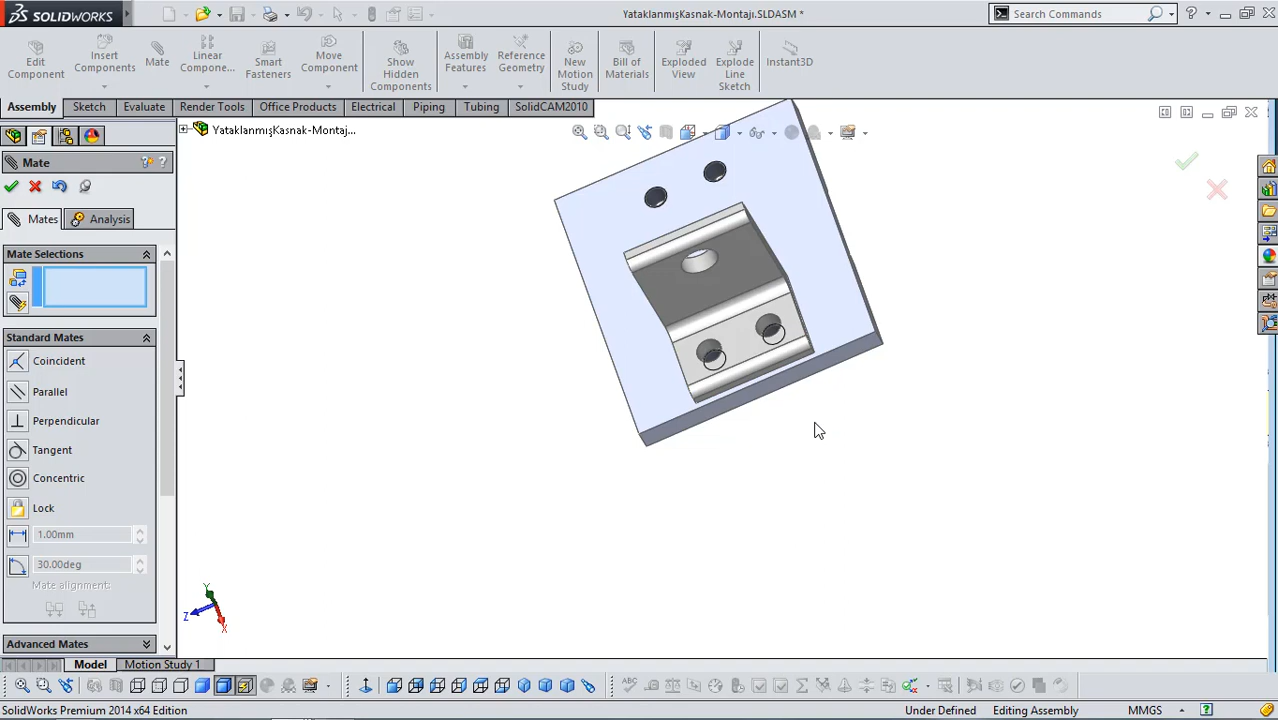 SOLIDWORKS
YataklanmışKasnak-Montajı.SLDASM *
Search Commands
Edit Component
Insert Components
Mate
Linear Compone...
Smart Fasteners
Move Component
Show Hidden Components
Assembly Features
Reference Geometry
New Motion Study
Bill of Materials
Exploded View
Explode Line Sketch
Instant3D
Assembly
Sketch
Evaluate
Render Tools
Office Products
Electrical
Piping
Tubing
SolidCAM2010
YataklanmışKasnak-Montaj...
Mate
Mates
Analysis
Mate Selections
Standard Mates
Coincident
Parallel
Perpendicular
Tangent
Concentric
Lock
1.00mm
30.00deg
Mate alignment:
Advanced Mates
Y
Z
X
Model
Motion Study 1
SolidWorks Premium 2014 x64 Edition
Under Defined
Editing Assembly
MMGS